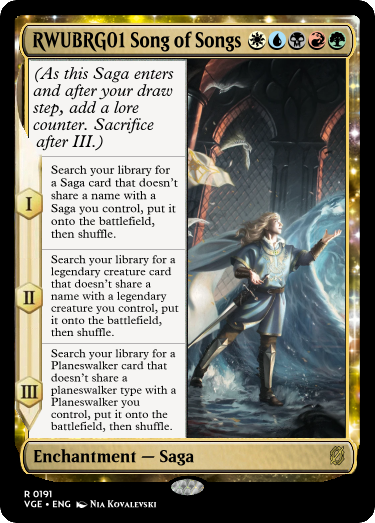 RWUBRG01 Song of Songs
(As this Saga enters
and after your draw
step, add a lore
counter. Sacrifice
after III.)
I
Search your library for
a Saga card that doesn't
share a name with a
Saga you control, put it
onto the battlefield,
then shuffle.
II
Search your library for a
legendary creature card
that doesn't share a
name with a legendary
creature you control, put
it onto the battlefield,
then shuffle.
III
Search your library for a
Planeswalker card that
doesn't share a
planeswalker type with a
Planeswalker you
control, put it onto the
battlefield, then shuffle.
Enchantment — Saga
R 0191
VGE • ENG Nia Kovalevski